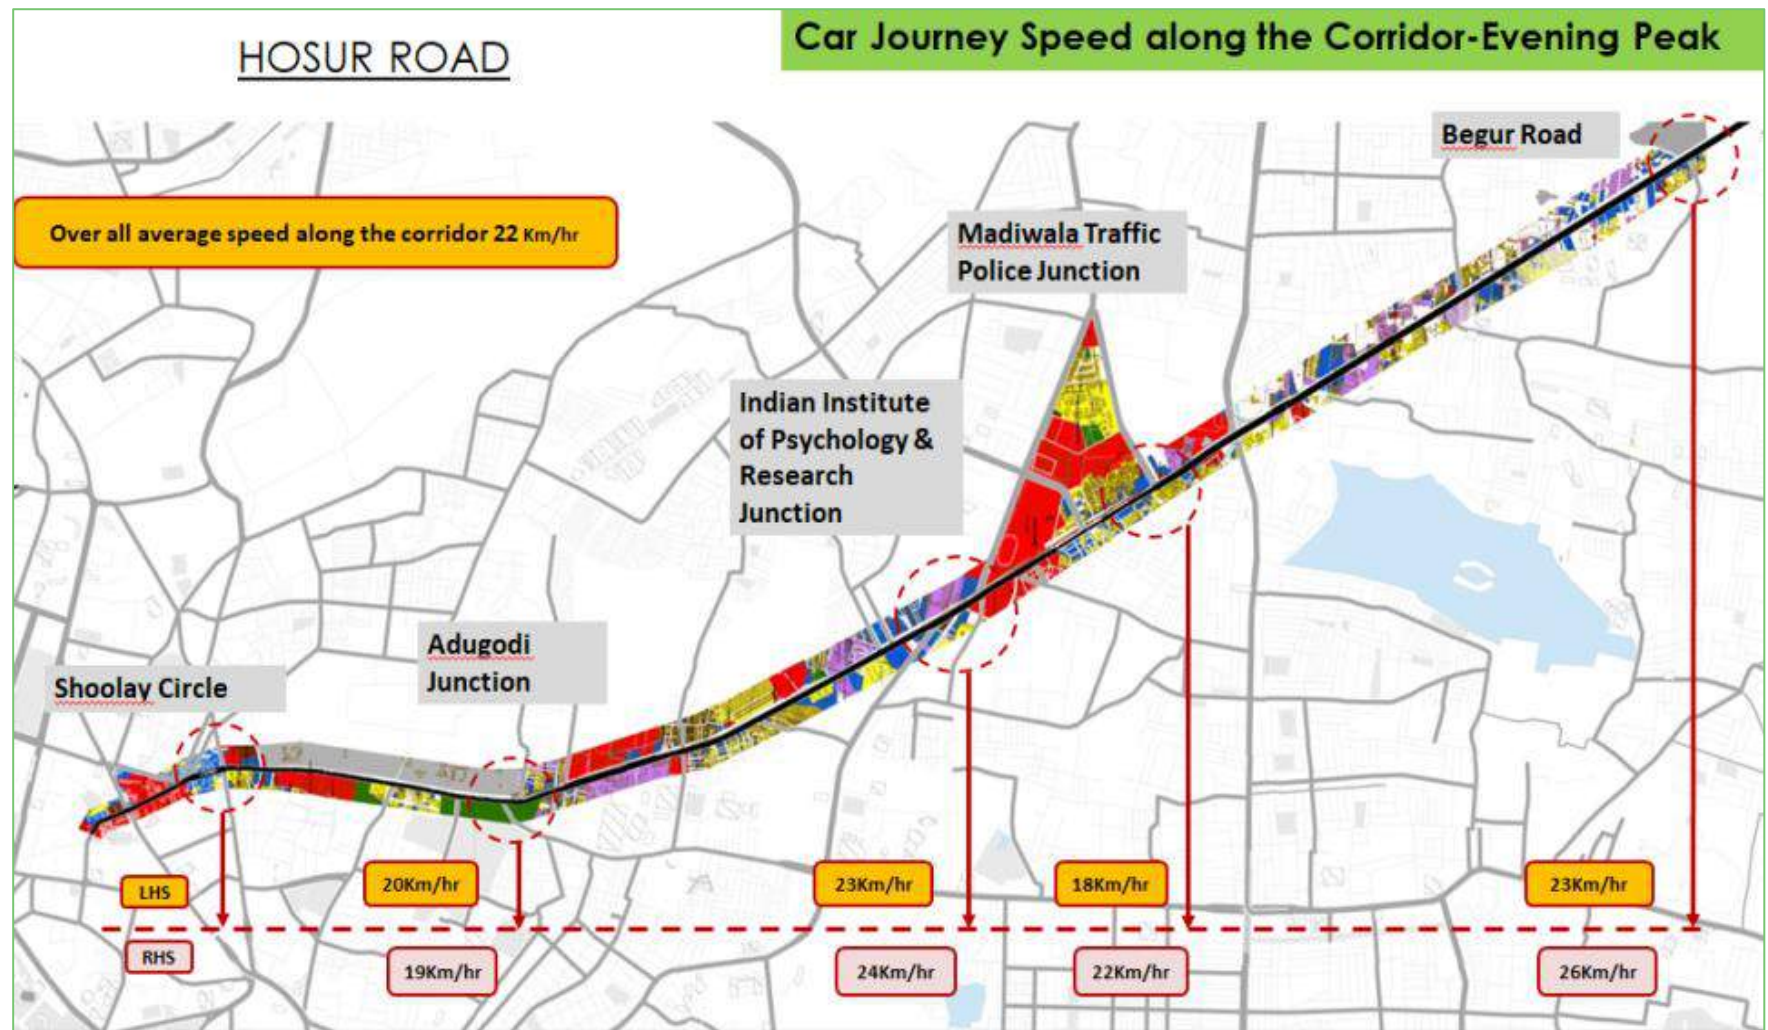 HOSUR ROAD
Car Journey Speed along the Corridor-Evening Peak
Begur Road
Over all average speed along the corridor 22 Km/hr
Madiwala Traffic
Police Junction
Indian Institute
of Psychology &
Research
Junction
Adugodi
Junction
Shoolay Circle
LHS
20Km/hr
23Km/hr
18Km/hr
23Km/hr
RHS
19Km/hr
24Km/hr
22Km/hr
26Km/hr